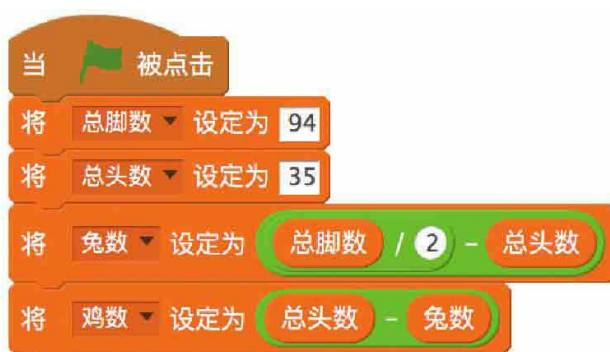 当 被点击
将 总脚数 设定为 94
将 总头数 设定为 35
将 兔数 设定为 总脚数 / 2 - 总头数
将 鸡数 设定为 总头数 - 兔数